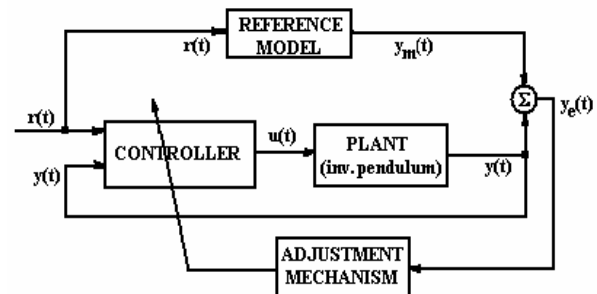 REFERENCE
MODEL
r(t)
yₘ(t)
Σ
yₑ(t)
r(t)
CONTROLLER
u(t)
PLANT
(inv. pendulum)
y(t)
y(t)
ADJUSTMENT
MECHANISM